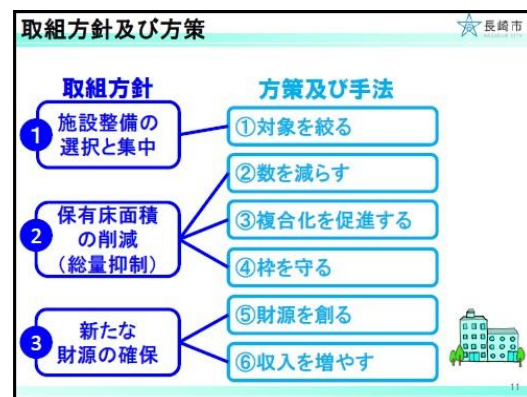 取組方針及び方策
長崎市
取組方針
方策及び手法
1
施設整備の
選択と集中
①対象を絞る
2
保有床面積
の削減
(総量抑制)
②数を減らす
③複合化を促進する
④枠を守る
3
新たな
財源の確保
⑤財源を創る
⑥収入を増やす
11